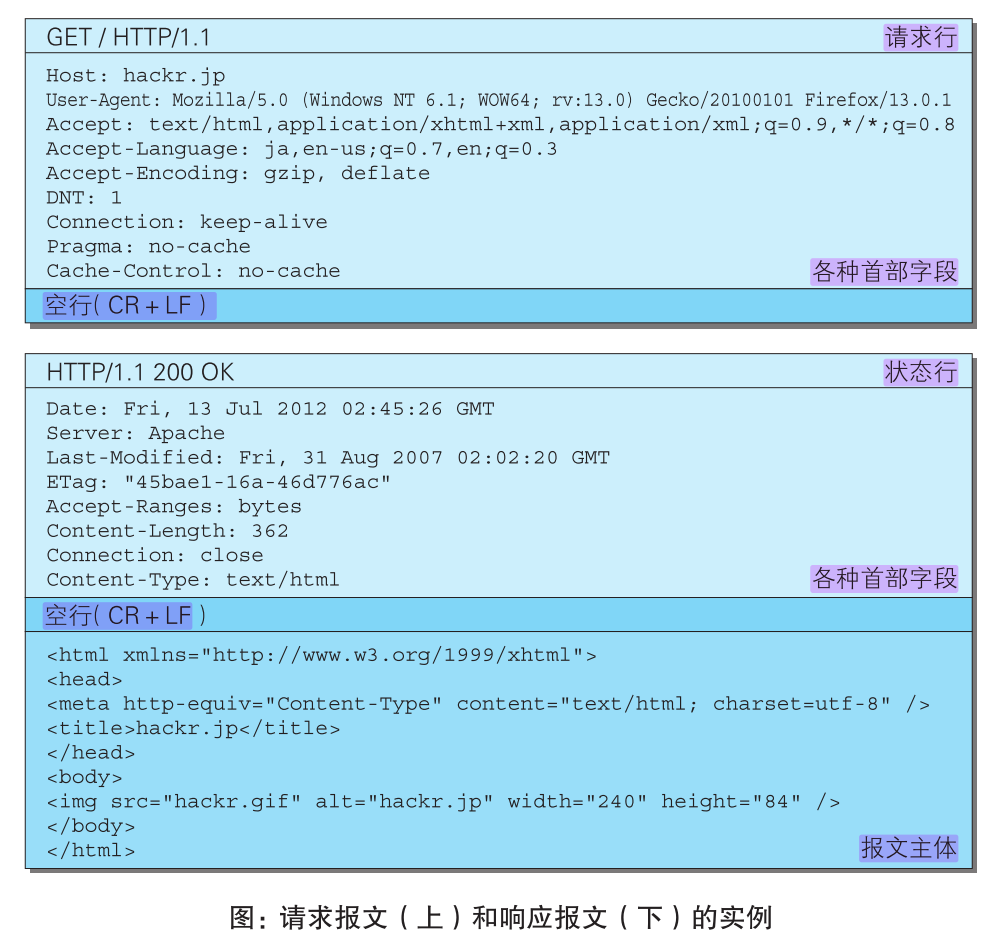 GET / HTTP/1.1 请求行
Host: hackr.jp
User-Agent: Mozilla/5.0 (Windows NT 6.1; WOW64; rv:13.0) Gecko/20100101 Firefox/13.0.1
Accept: text/html,application/xhtml+xml,application/xml;q=0.9,*/*;q=0.8
Accept-Language: ja,en-us;q=0.7,en;q=0.3
Accept-Encoding: gzip, deflate
DNT: 1
Connection: keep-alive
Pragma: no-cache
Cache-Control: no-cache 各种首部字段
空行( CR + LF )
HTTP/1.1 200 OK 状态行
Date: Fri, 13 Jul 2012 02:45:26 GMT
Server: Apache
Last-Modified: Fri, 31 Aug 2007 02:02:20 GMT
ETag: "45bae1-16a-46d776ac"
Accept-Ranges: bytes
Content-Length: 362
Connection: close
Content-Type: text/html 各种首部字段
空行( CR + LF )
<html xmlns="http://www.w3.org/1999/xhtml">
<head>
<meta http-equiv="Content-Type" content="text/html; charset=utf-8" />
<title>hackr.jp</title>
</head>
<body>
<img src="hackr.gif" alt="hackr.jp" width="240" height="84" />
</body>
</html> 报文主体
图：请求报文（上）和响应报文（下）的实例